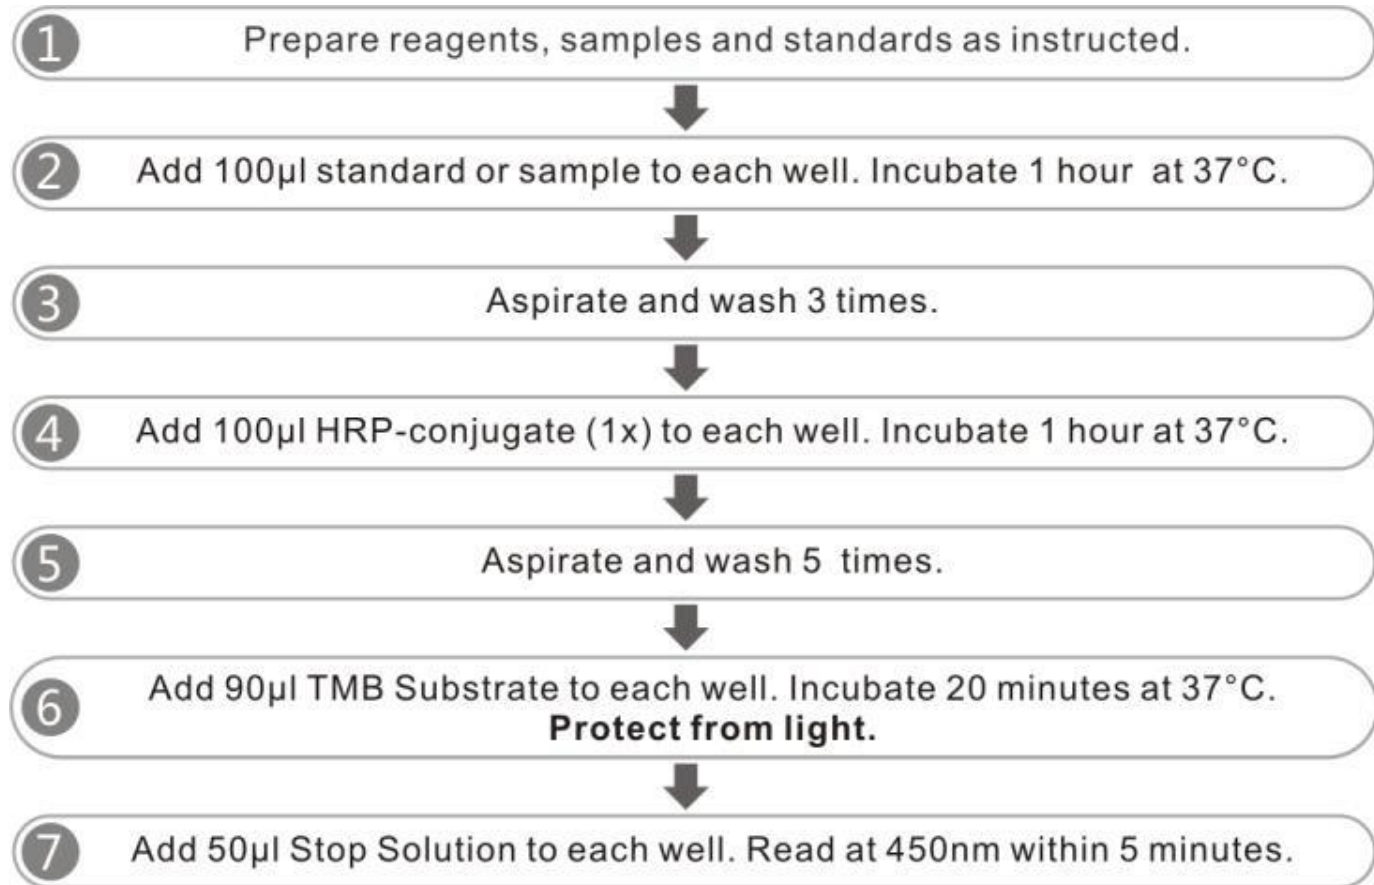 1 Prepare reagents, samples and standards as instructed.
2 Add 100µl standard or sample to each well. Incubate 1 hour at 37°C.
3 Aspirate and wash 3 times.
4 Add 100µl HRP-conjugate (1x) to each well. Incubate 1 hour at 37°C.
5 Aspirate and wash 5 times.
6 Add 90µl TMB Substrate to each well. Incubate 20 minutes at 37°C.
Protect from light.
7 Add 50µl Stop Solution to each well. Read at 450nm within 5 minutes.